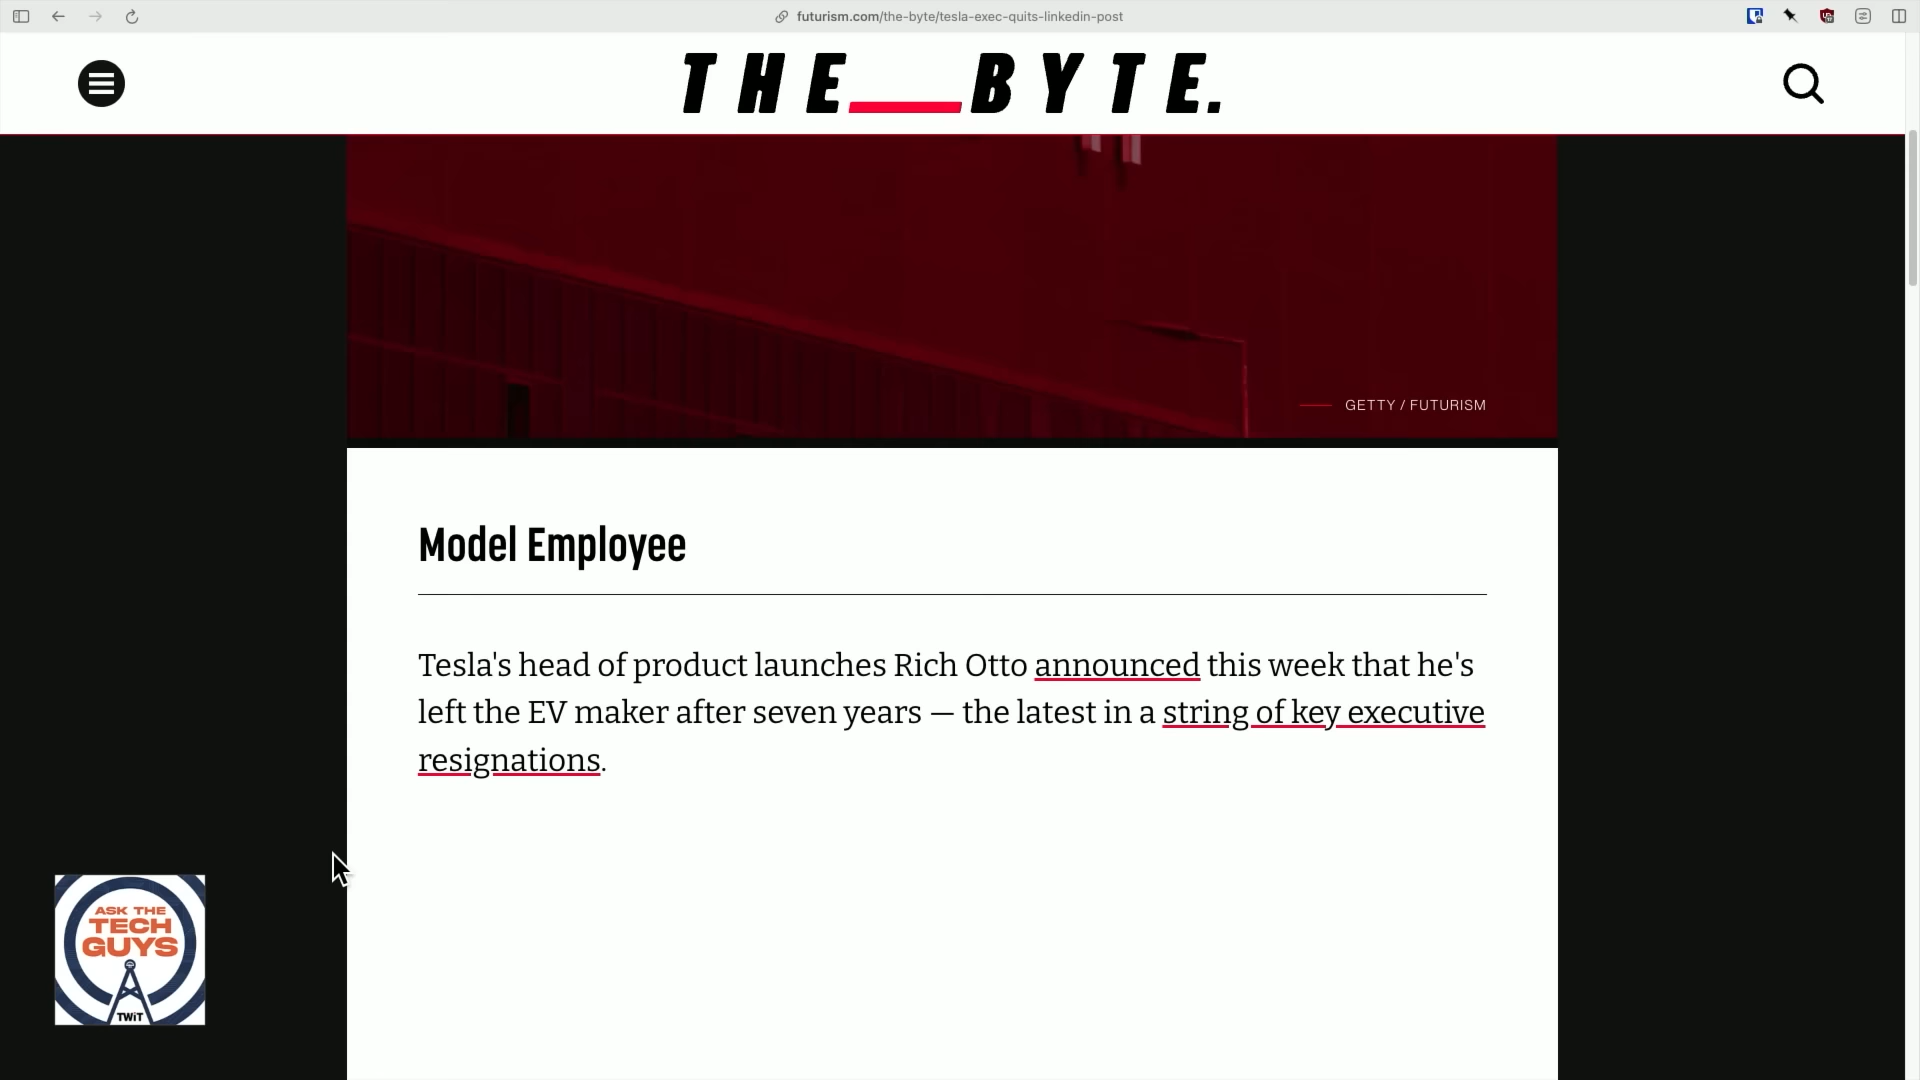 futurism.com/the-byte/tesla-exec-quits-linkedin-post
THE__BYTE.
GETTY / FUTURISM
Model Employee
Tesla's head of product launches Rich Otto announced this week that he's
left the EV maker after seven years — the latest in a string of key executive
resignations.
ASK THE
TECH
GUYS
TWiT